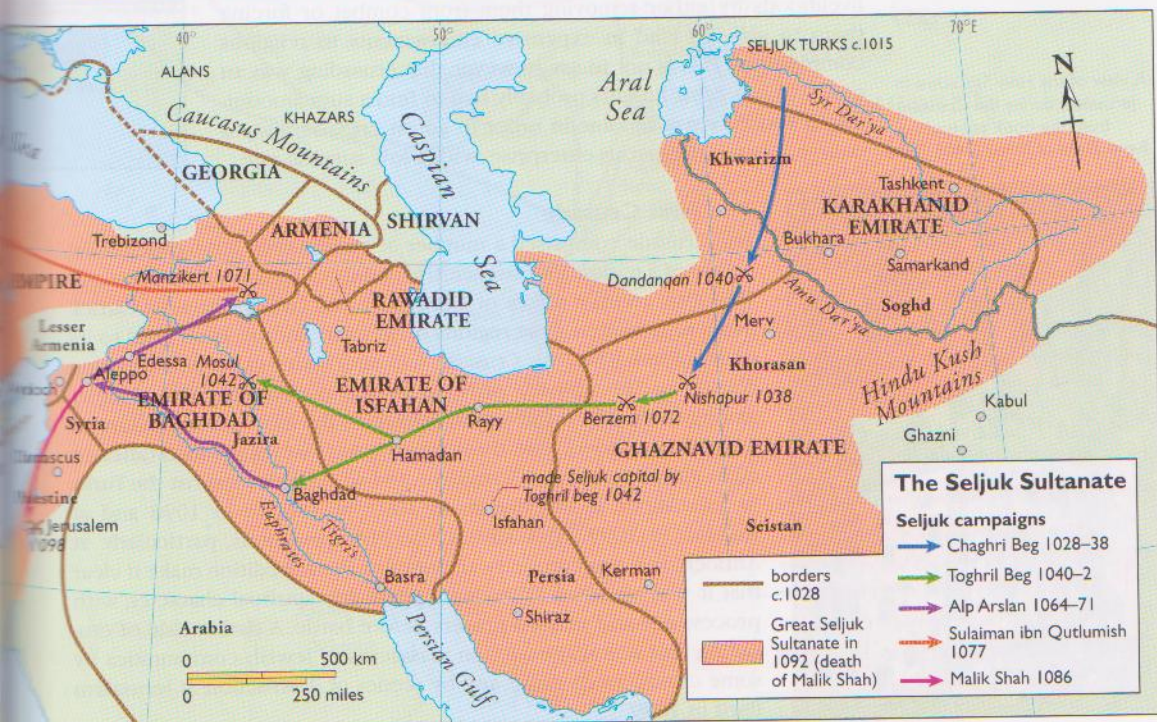 40°
50°
60°
70°E
SELJUK TURKS c.1015
ALANS
KHAZARS
Caucasus Mountains
Aral
Sea
N
Syr Dar'ya
Caspian
Sea
GEORGIA
ARMENIA
SHIRVAN
Khwarizm
Tashkent
KARAKHANID
EMIRATE
Trebizond
Bukhara
Samarkand
EMPIRE
Manzikert 1071
Dandanqan 1040
Amu Dar'ya
Soghd
RAWADID
EMIRATE
Merv
Lesser
Armenia
Tabriz
Khorasan
Edessa
Mosul
1042
Aleppo
Hindu Kush
Mountains
EMIRATE OF
BAGHDAD
EMIRATE OF
ISFAHAN
Nishapur 1038
Kabul
Syria
Jazira
Rayy
Berzem 1072
Ghazni
Hamadan
GHAZNAVID EMIRATE
Damascus
Baghdad
made Seljuk capital by
Toghril beg 1042
Palestine
Isfahan
Jerusalem
1098
Euphrates
Tigris
Seistan
Basra
Persia
Kerman
Shiraz
Arabia
Persian Gulf
0
500 km
0
250 miles
The Seljuk Sultanate
Seljuk campaigns
Chaghri Beg 1028–38
Toghril Beg 1040–2
Alp Arslan 1064–71
Sulaiman ibn Qutlumish
1077
Malik Shah 1086
borders
c.1028
Great Seljuk
Sultanate in
1092 (death
of Malik Shah)